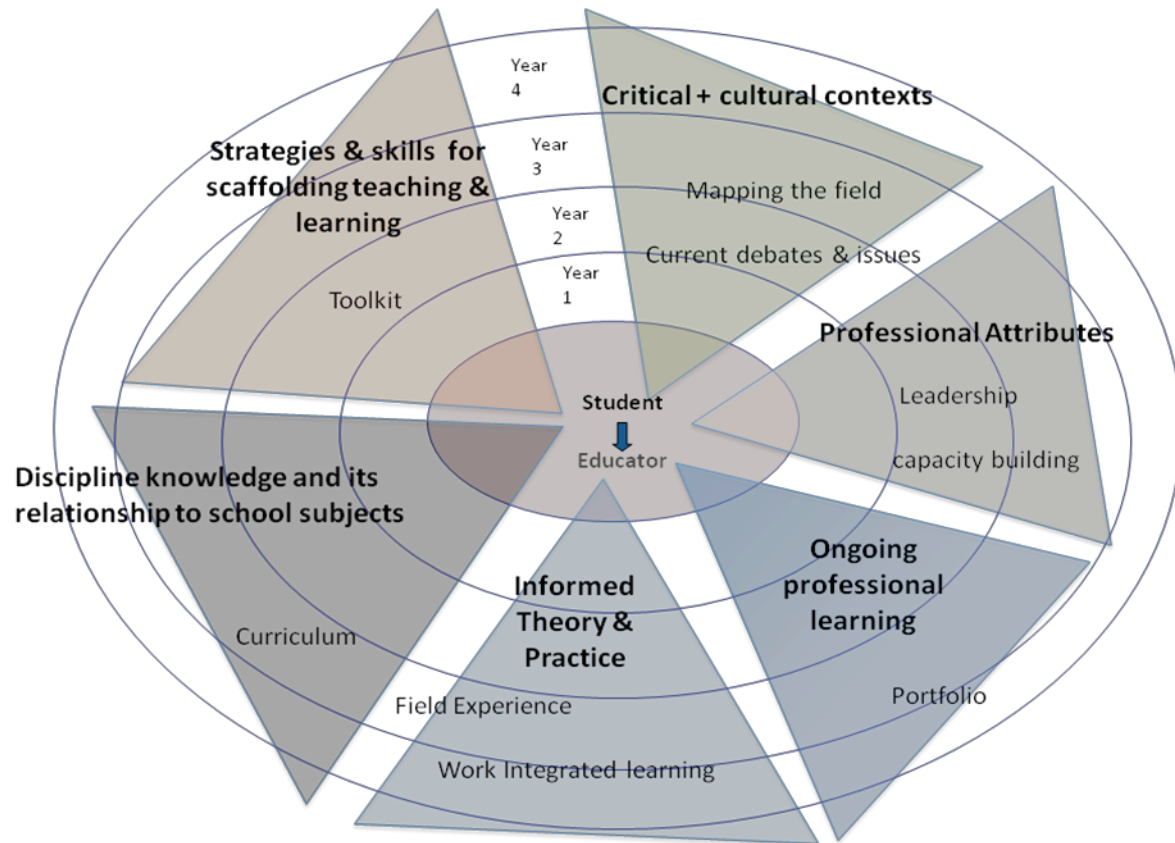 Year
4
Critical + cultural contexts
Year
3
Strategies & skills for
scaffolding teaching &
learning
Mapping the field
Year
2
Current debates & issues
Year
1
Toolkit
Professional Attributes
Leadership
capacity building
Student
Educator
Discipline knowledge and its
relationship to school subjects
Curriculum
Informed
Theory &
Practice
Field Experience
Work Integrated learning
Ongoing
professional
learning
Portfolio